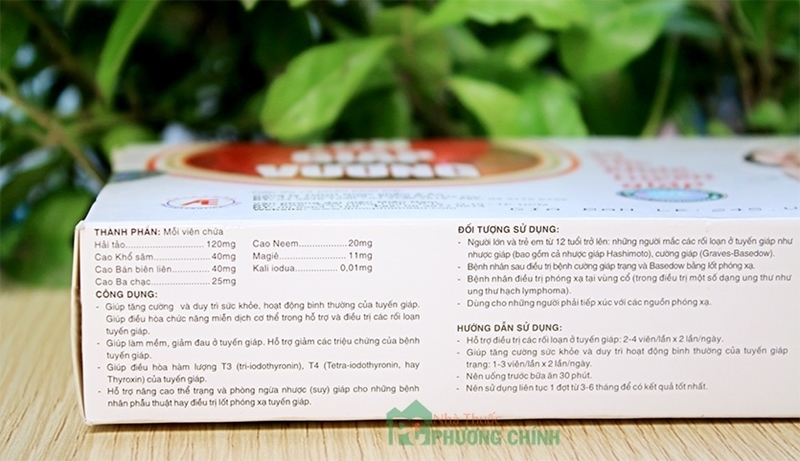 VƯƠNG
THÀNH PHẦN: Mỗi viên chứa
Hải tảo..................120mg
Cao Khổ sâm..............40mg
Cao Bán biên liên.........40mg
Cao Ba chạc...............25mg
Cao Neem................20mg
Magiê......................11mg
Kali iodua...............0,01mg
CÔNG DỤNG:
- Giúp tăng cường và duy trì sức khỏe, hoạt động bình thường của tuyến giáp.
Giúp điều hòa chức năng miễn dịch cơ thể trong hỗ trợ và điều trị các rối loạn
tuyến giáp.
- Giúp làm mềm, giảm đau ở tuyến giáp. Hỗ trợ giảm các triệu chứng của bệnh
tuyến giáp.
- Giúp điều hòa hàm lượng T3 (tri-iodothyronin), T4 (Tetra-iodothyronin, hay
Thyroxin) của tuyến giáp.
- Hỗ trợ nâng cao thể trạng và phòng ngừa nhược (suy) giáp cho những bệnh
nhân phẫu thuật hay điều trị lốt phóng xạ tuyến giáp.
ĐỐI TƯỢNG SỬ DỤNG:
- Người lớn và trẻ em từ 12 tuổi trở lên: những người mắc các rối loạn ở tuyến giáp như
nhược giáp (bao gồm cả nhược giáp Hashimoto), cường giáp (Graves-Basedow).
- Bệnh nhân sau điều trị bệnh cường giáp trạng và Basedow bằng lốt phóng xạ.
- Bệnh nhân điều trị phóng xạ tại vùng cổ (trong điều trị một số dạng ung thư như
ung thư hạch lymphoma).
- Dùng cho những người phải tiếp xúc với các nguồn phóng xạ.
HƯỚNG DẪN SỬ DỤNG:
- Hỗ trợ điều trị các rối loạn ở tuyến giáp: 2-4 viên/lần x 2 lần/ngày.
- Giúp tăng cường sức khỏe và duy trì hoạt động bình thường của tuyến giáp
trạng: 1-3 viên/lần x 2 lần/ngày.
- Nên uống trước bữa ăn 30 phút.
- Nên sử dụng liên tục 1 đợt từ 3-6 tháng để có kết quả tốt nhất.
Nhà Thuốc
PHƯƠNG CHÍNH